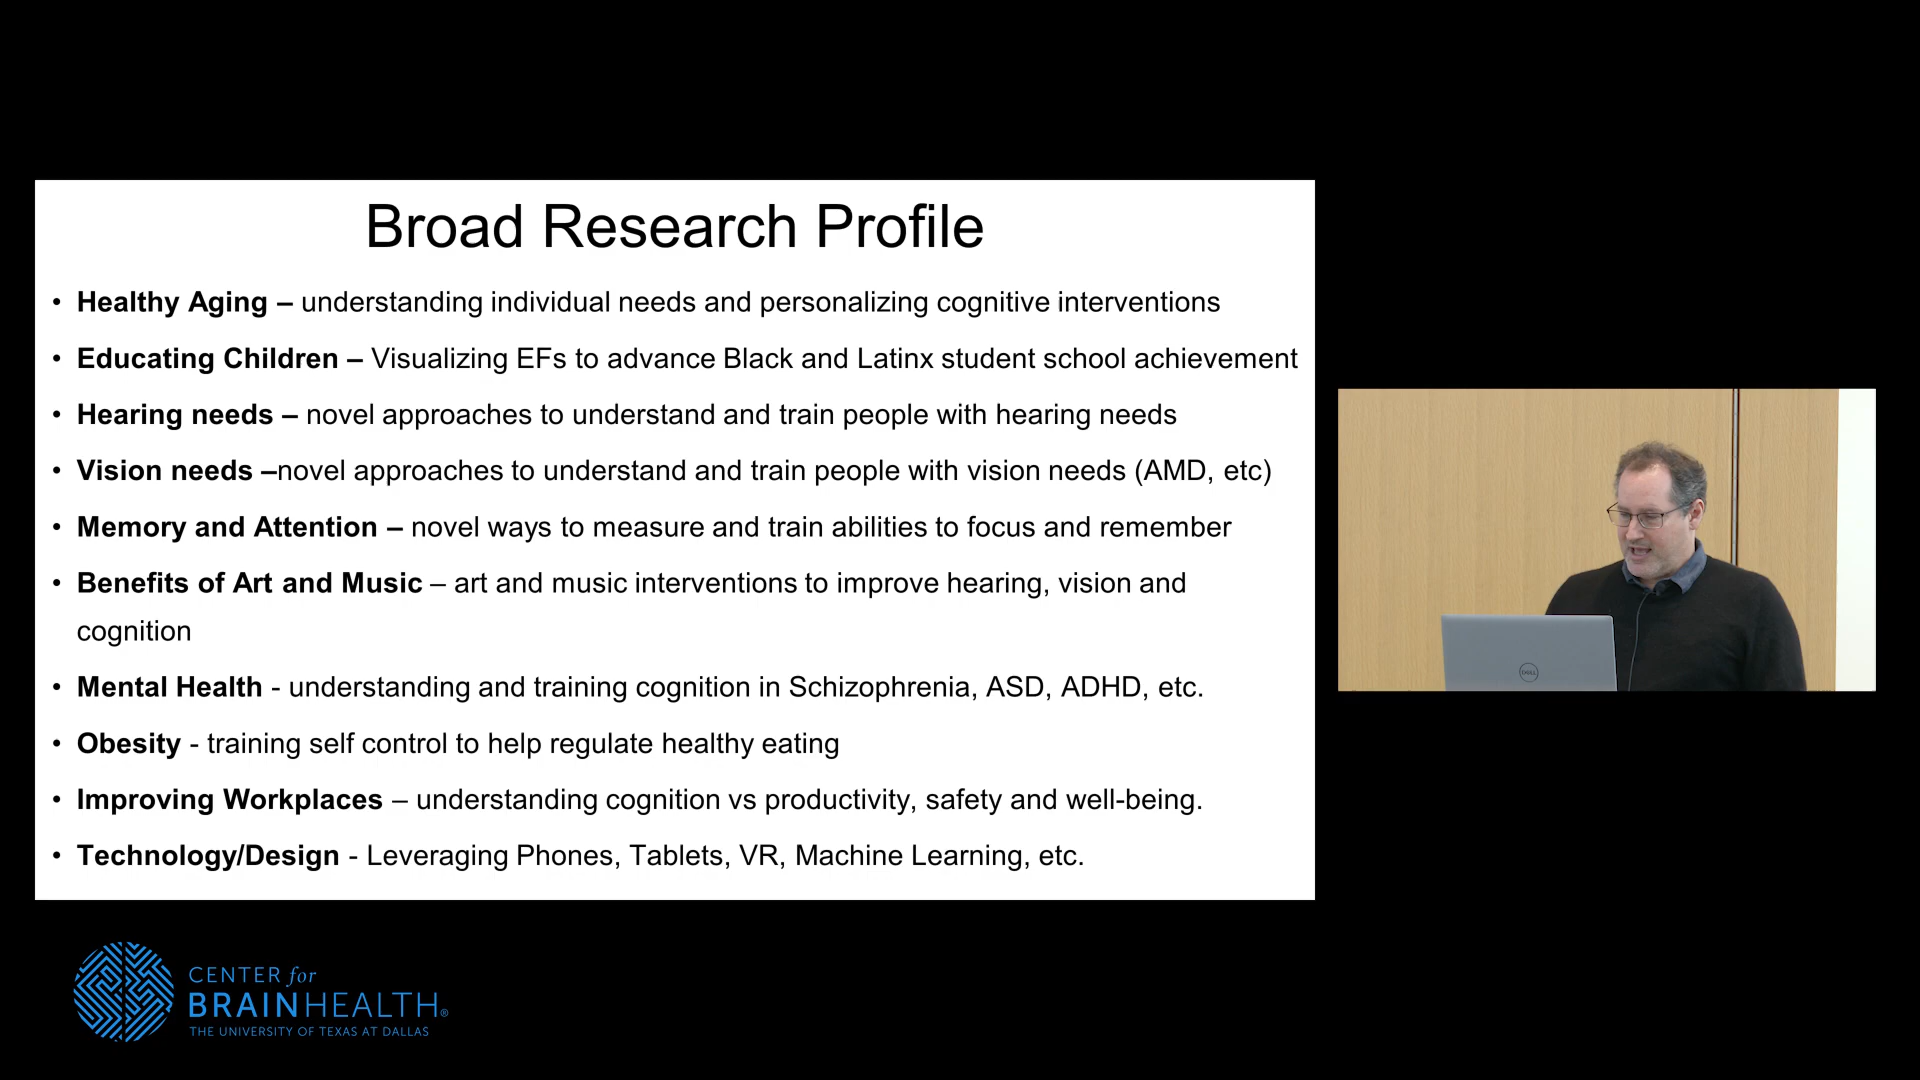 Broad Research Profile
• Healthy Aging – understanding individual needs and personalizing cognitive interventions
• Educating Children – Visualizing EFs to advance Black and Latinx student school achievement
• Hearing needs – novel approaches to understand and train people with hearing needs
• Vision needs –novel approaches to understand and train people with vision needs (AMD, etc)
• Memory and Attention – novel ways to measure and train abilities to focus and remember
• Benefits of Art and Music – art and music interventions to improve hearing, vision and
cognition
• Mental Health - understanding and training cognition in Schizophrenia, ASD, ADHD, etc.
• Obesity - training self control to help regulate healthy eating
• Improving Workplaces – understanding cognition vs productivity, safety and well-being.
• Technology/Design - Leveraging Phones, Tablets, VR, Machine Learning, etc.
DELL
CENTER for
BRAINHEALTH®
THE UNIVERSITY OF TEXAS AT DALLAS